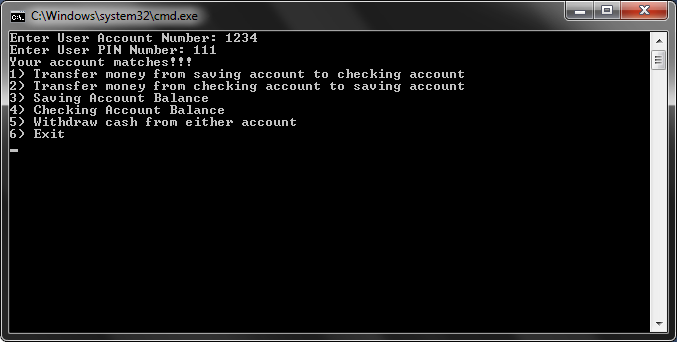 C:\Windows\system32\cmd.exe
Enter User Account Number: 1234
Enter User PIN Number: 111
Your account matches!!!
1) Transfer money from saving account to checking account
2) Transfer money from checking account to saving account
3) Saving Account Balance
4) Checking Account Balance
5) Withdraw cash from either account
6) Exit